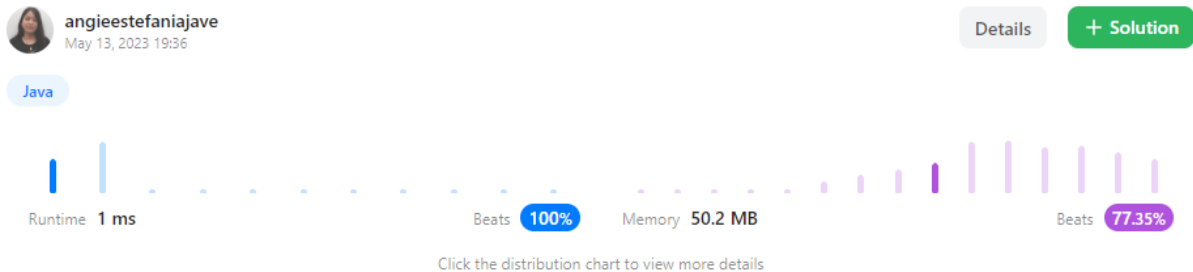 angieestefaniajave
May 13, 2023 19:36
Details
+ Solution
Java
Runtime 1 ms
Beats 100%
Memory 50.2 MB
Beats 77.35%
Click the distribution chart to view more details